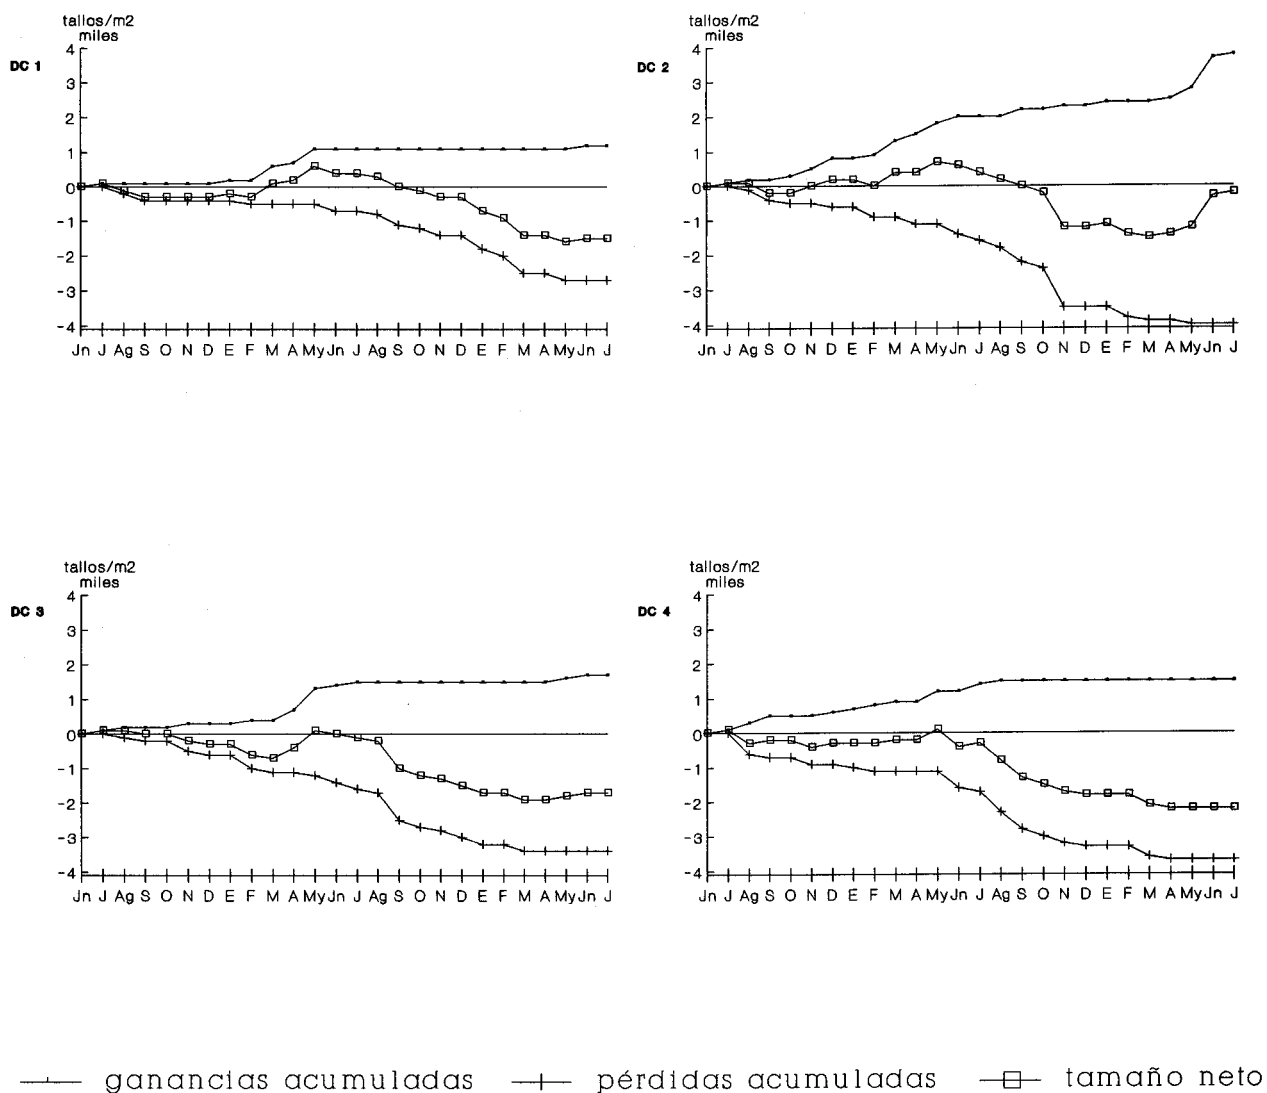 tallos/m2
miles
DC 1
4
3
2
1
0
-1
-2
-3
-4
Jn J Ag S O N D E F M A My Jn J Ag S O N D E F M A My Jn J
tallos/m2
miles
DC 2
4
3
2
1
0
-1
-2
-3
-4
Jn J Ag S O N D E F M A My Jn J Ag S O N D E F M A My Jn J
tallos/m2
miles
DC 3
4
3
2
1
0
-1
-2
-3
-4
Jn J Ag S O N D E F M A My Jn J Ag S O N D E F M A My Jn J
tallos/m2
miles
DC 4
4
3
2
1
0
-1
-2
-3
-4
Jn J Ag S O N D E F M A My Jn J Ag S O N D E F M A My Jn J
ganancias acumuladas pérdidas acumuladas tamaño neto